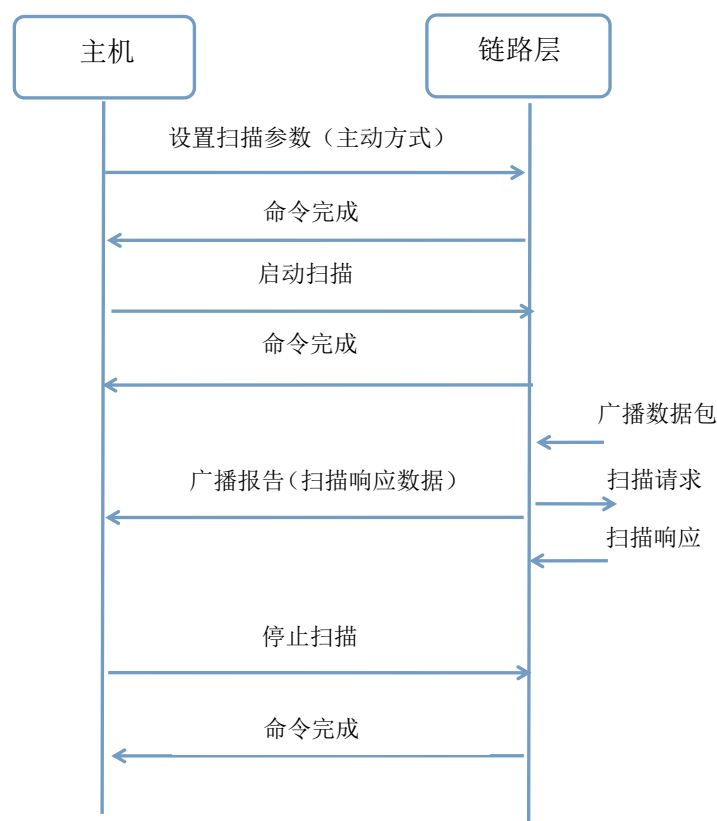 主机
链路层
设置扫描参数（主动方式）
命令完成
启动扫描
命令完成
广播数据包
广播报告（扫描响应数据）
扫描请求
扫描响应
停止扫描
命令完成